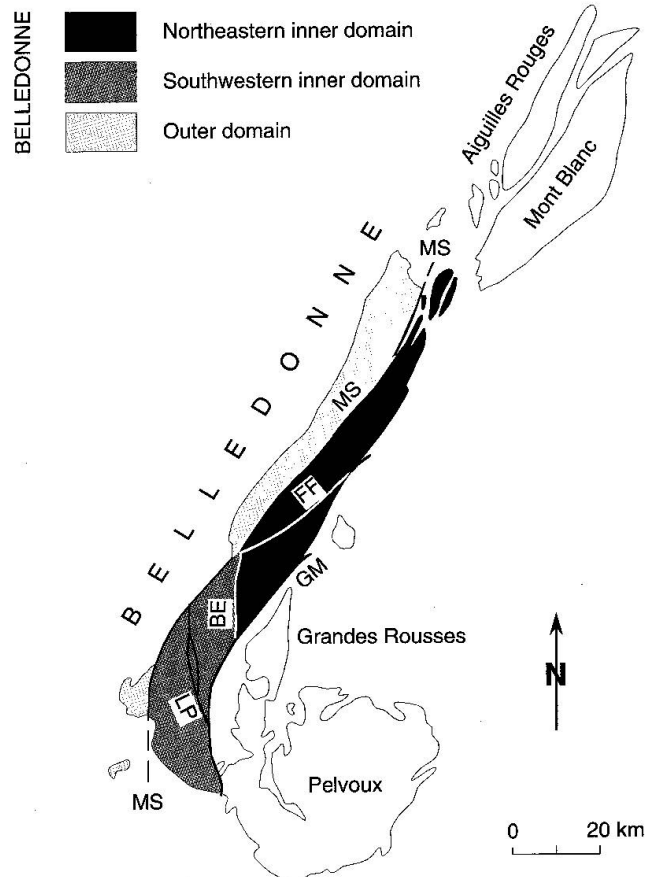 BELLEDONNE
Northeastern inner domain
Southwestern inner domain
Outer domain
Aiguilles Rouges
Mont Blanc
MS
BELLEDONNE
MS
FF
GM
BE
Grandes Rousses
LP
N
MS
Pelvoux
0 20 km